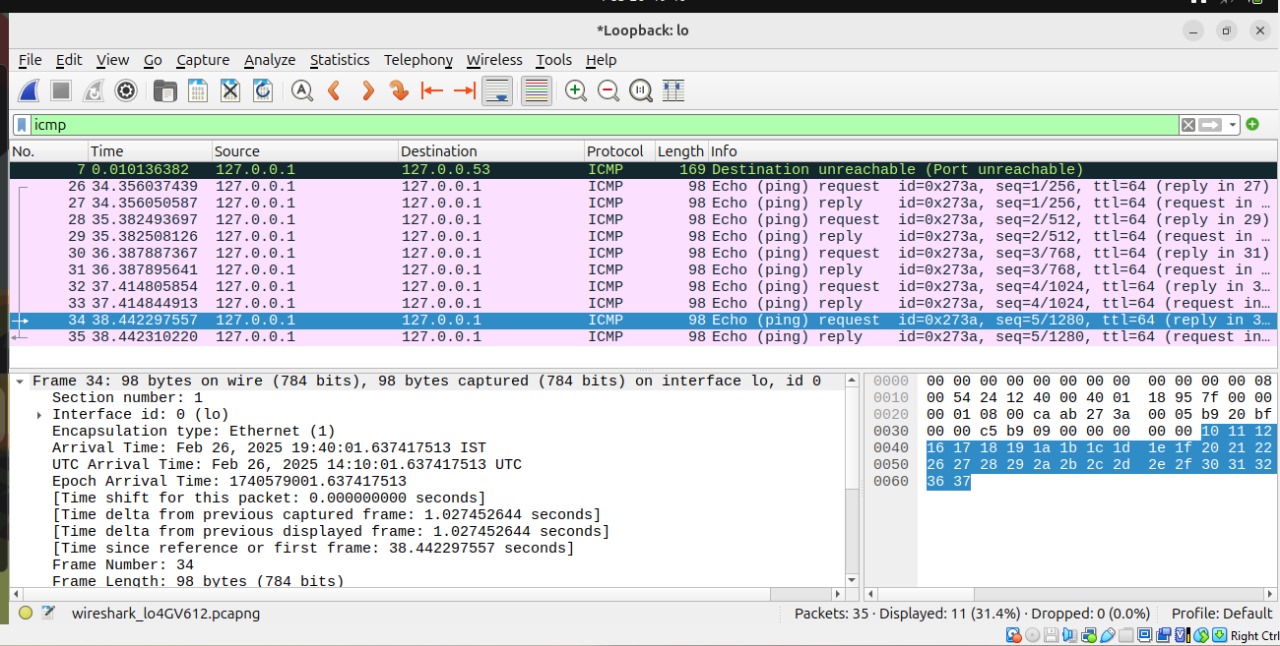 *Loopback: lo
File Edit View Go Capture Analyze Statistics Telephony Wireless Tools Help
icmp
No. Time Source Destination Protocol Length Info
7 0.010136382 127.0.0.1 127.0.0.53 ICMP 169 Destination unreachable (Port unreachable)
26 34.356037439 127.0.0.1 127.0.0.1 ICMP 98 Echo (ping) request id=0x273a, seq=1/256, ttl=64 (reply in 27)
27 34.356050587 127.0.0.1 127.0.0.1 ICMP 98 Echo (ping) reply id=0x273a, seq=1/256, ttl=64 (request in …
28 35.382493697 127.0.0.1 127.0.0.1 ICMP 98 Echo (ping) request id=0x273a, seq=2/512, ttl=64 (reply in 29)
29 35.382508126 127.0.0.1 127.0.0.1 ICMP 98 Echo (ping) reply id=0x273a, seq=2/512, ttl=64 (request in …
30 36.387887367 127.0.0.1 127.0.0.1 ICMP 98 Echo (ping) request id=0x273a, seq=3/768, ttl=64 (reply in 31)
31 36.387895641 127.0.0.1 127.0.0.1 ICMP 98 Echo (ping) reply id=0x273a, seq=3/768, ttl=64 (request in …
32 37.414805854 127.0.0.1 127.0.0.1 ICMP 98 Echo (ping) request id=0x273a, seq=4/1024, ttl=64 (reply in 3…
33 37.414844913 127.0.0.1 127.0.0.1 ICMP 98 Echo (ping) reply id=0x273a, seq=4/1024, ttl=64 (request in…
34 38.442297557 127.0.0.1 127.0.0.1 ICMP 98 Echo (ping) request id=0x273a, seq=5/1280, ttl=64 (reply in 3…
35 38.442310220 127.0.0.1 127.0.0.1 ICMP 98 Echo (ping) reply id=0x273a, seq=5/1280, ttl=64 (request in…
Frame 34: 98 bytes on wire (784 bits), 98 bytes captured (784 bits) on interface lo, id 0
Section number: 1
Interface id: 0 (lo)
Encapsulation type: Ethernet (1)
Arrival Time: Feb 26, 2025 19:40:01.637417513 IST
UTC Arrival Time: Feb 26, 2025 14:10:01.637417513 UTC
Epoch Arrival Time: 1740579001.637417513
[Time shift for this packet: 0.000000000 seconds]
[Time delta from previous captured frame: 1.027452644 seconds]
[Time delta from previous displayed frame: 1.027452644 seconds]
[Time since reference or first frame: 38.442297557 seconds]
Frame Number: 34
Frame Length: 98 bytes (784 bits)
0000 00 00 00 00 00 00 00 00 00 00 00 00 08
0010 00 54 24 12 40 00 40 01 18 95 7f 00 00
0020 00 01 08 00 ca ab 27 3a 00 05 b9 20 bf
0030 00 00 c5 b9 09 00 00 00 00 00 10 11 12
0040 16 17 18 19 1a 1b 1c 1d 1e 1f 20 21 22
0050 26 27 28 29 2a 2b 2c 2d 2e 2f 30 31 32
0060 36 37
wireshark_lo4GV612.pcapng
Packets: 35 · Displayed: 11 (31.4%) · Dropped: 0 (0.0%) Profile: Default
Right Ctrl